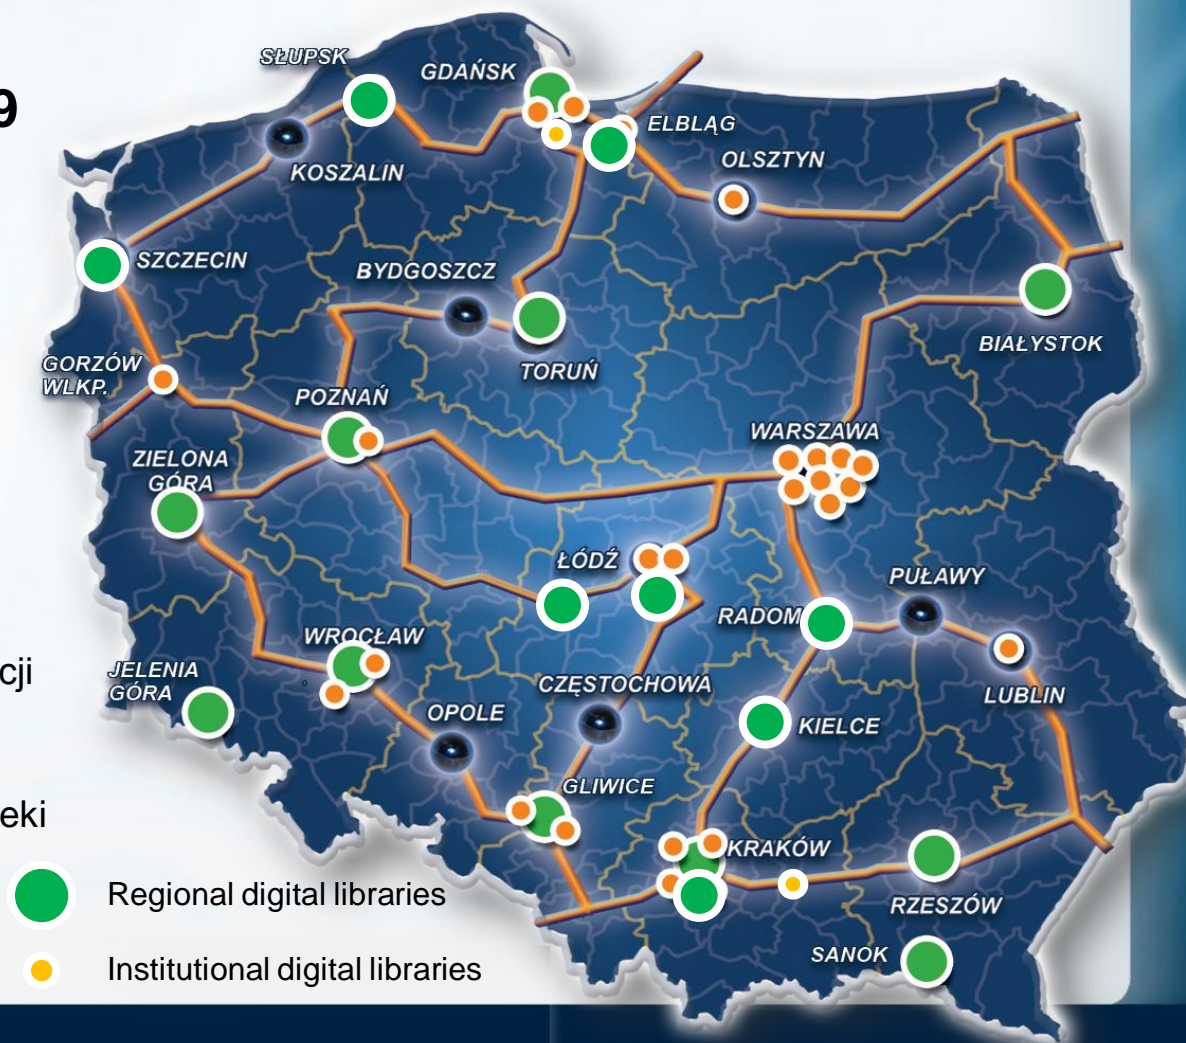 SŁUPSK
GDAŃSK
9
ELBLĄG
OLSZTYN
KOSZALIN
SZCZECIN
BYDGOSZCZ
BIAŁYSTOK
GORZÓW
WLKP.
TORUŃ
POZNAŃ
WARSZAWA
ZIELONA
GÓRA
ŁÓDŹ
PUŁAWY
RADOM
WROCŁAW
JELENIA
GÓRA
cji
CZĘSTOCHOWA
LUBLIN
OPOLE
KIELCE
GLIWICE
eki
KRAKÓW
Regional digital libraries
RZESZÓW
SANOK
Institutional digital libraries